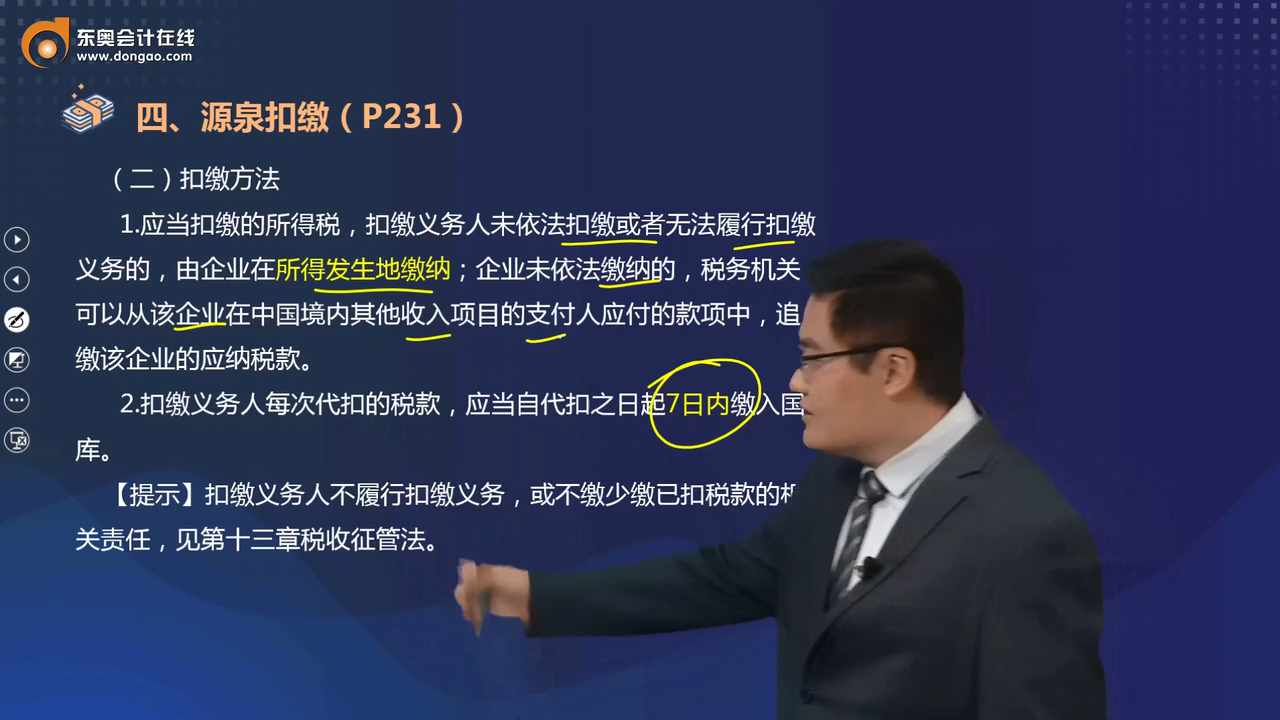 东奥会计在线
www.dongao.com
四、源泉扣缴（P231）
（二）扣缴方法
1.应当扣缴的所得税，扣缴义务人未依法扣缴或者无法履行扣缴
义务的，由企业在所得发生地缴纳；企业未依法缴纳的，税务机关
可以从该企业在中国境内其他收入项目的支付人应付的款项中，追
缴该企业的应纳税款。
2.扣缴义务人每次代扣的税款，应当自代扣之日起7日内缴入国
库。
【提示】扣缴义务人不履行扣缴义务，或不缴少缴已扣税款的相
关责任，见第十三章税收征管法。